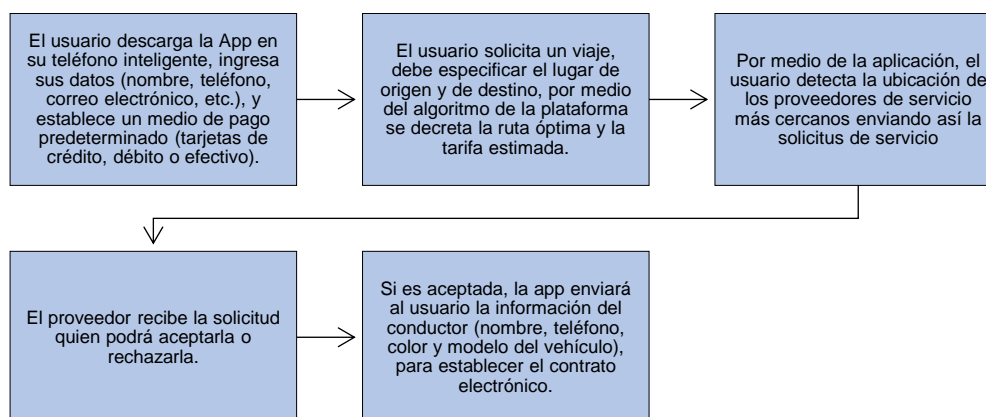 El usuario descarga la App en
su teléfono inteligente, ingresa
sus datos (nombre, teléfono,
correo electrónico, etc.), y
establece un medio de pago
predeterminado (tarjetas de
crédito, débito o efectivo).
El usuario solicita un viaje,
debe especificar el lugar de
origen y de destino, por medio
del algoritmo de la plataforma
se decreta la ruta óptima y la
tarifa estimada.
Por medio de la aplicación, el
usuario detecta la ubicación de
los proveedores de servicio
más cercanos enviando así la
solicitus de servicio
El proveedor recibe la solicitud
quien podrá aceptarla o
rechazarla.
Si es aceptada, la app enviará
al usuario la información del
conductor (nombre, teléfono,
color y modelo del vehículo),
para establecer el contrato
electrónico.